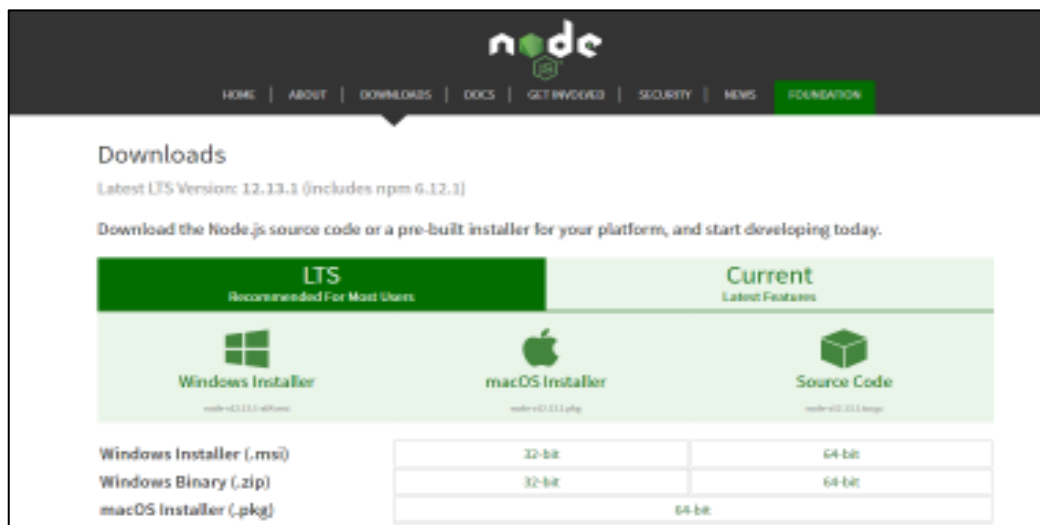 node
JS
HOME | ABOUT | DOWNLOADS | DOCS | GET INVOLVED | SECURITY | NEWS FOUNDATION
Downloads
Latest LTS Version: 12.13.1 (includes npm 6.12.1)
Download the Node.js source code or a pre-built installer for your platform, and start developing today.
LTS Current
Recommended For Most Users Latest Features
Windows Installer macOS Installer Source Code
Windows Installer (.msi) 32-bit 64-bit
Windows Binary (.zip) 32-bit 64-bit
macOS Installer (.pkg) 64-bit